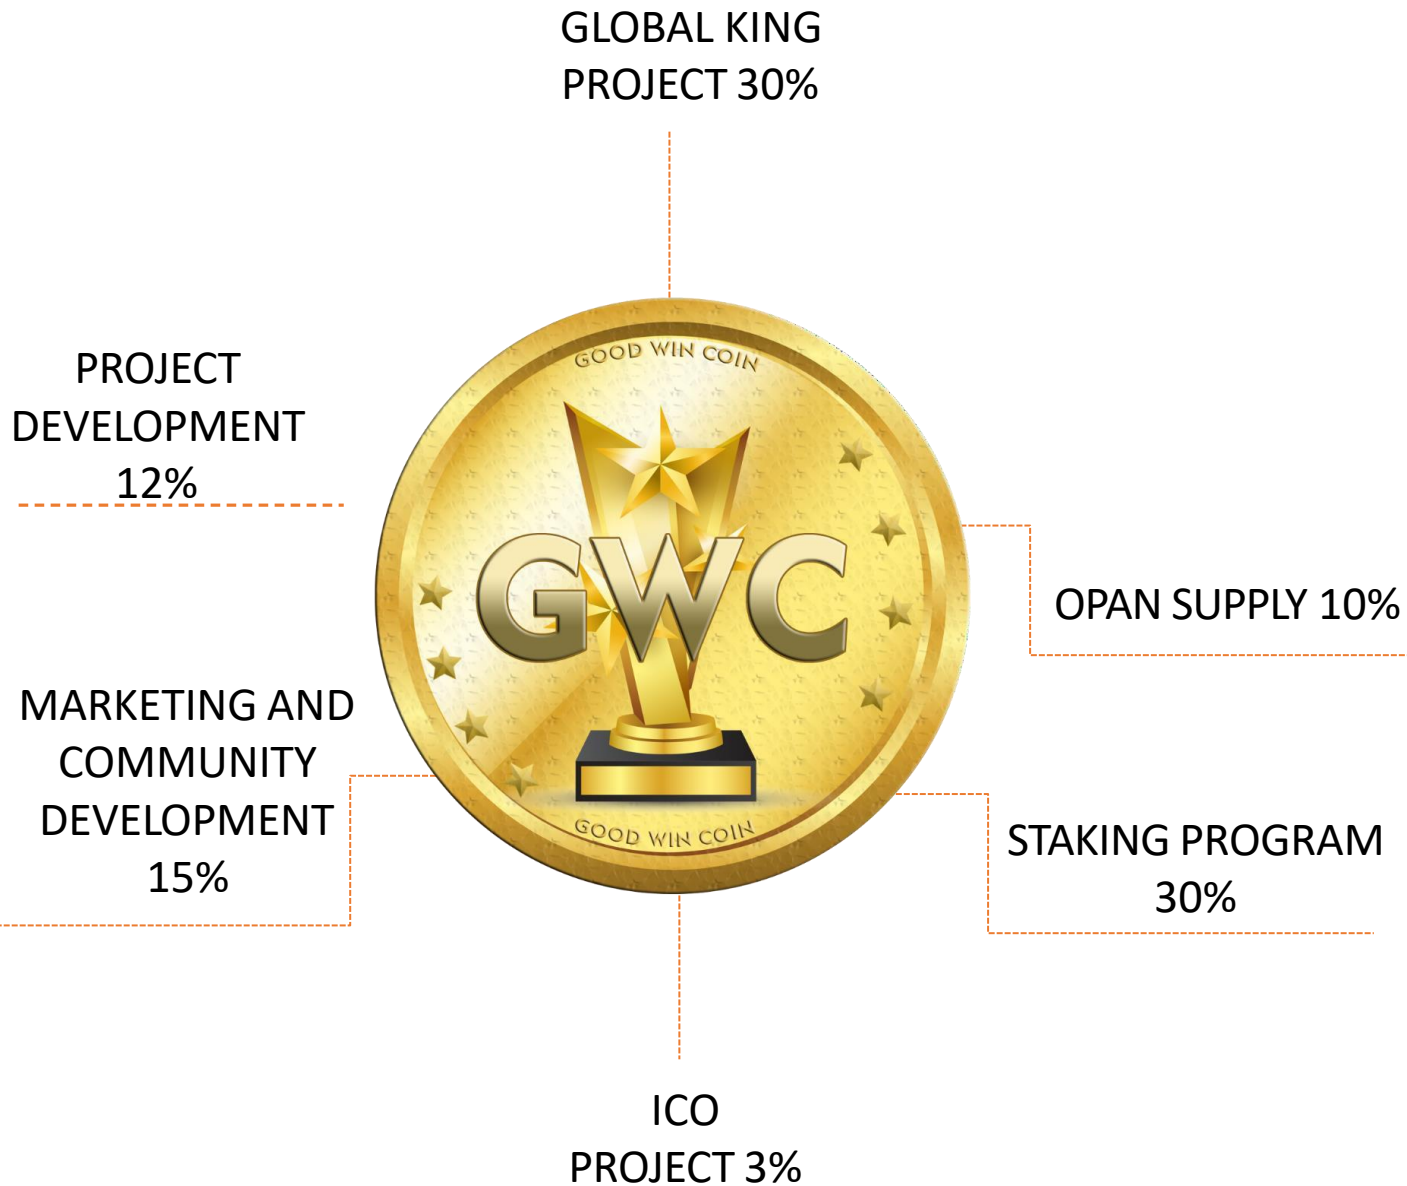 GLOBAL KING
PROJECT 30%
PROJECT
DEVELOPMENT
12%
GOOD WIN COIN
GWC
GOOD WIN COIN
OPAN SUPPLY 10%
MARKETING AND
COMMUNITY
DEVELOPMENT
15%
STAKING PROGRAM
30%
ICO
PROJECT 3%